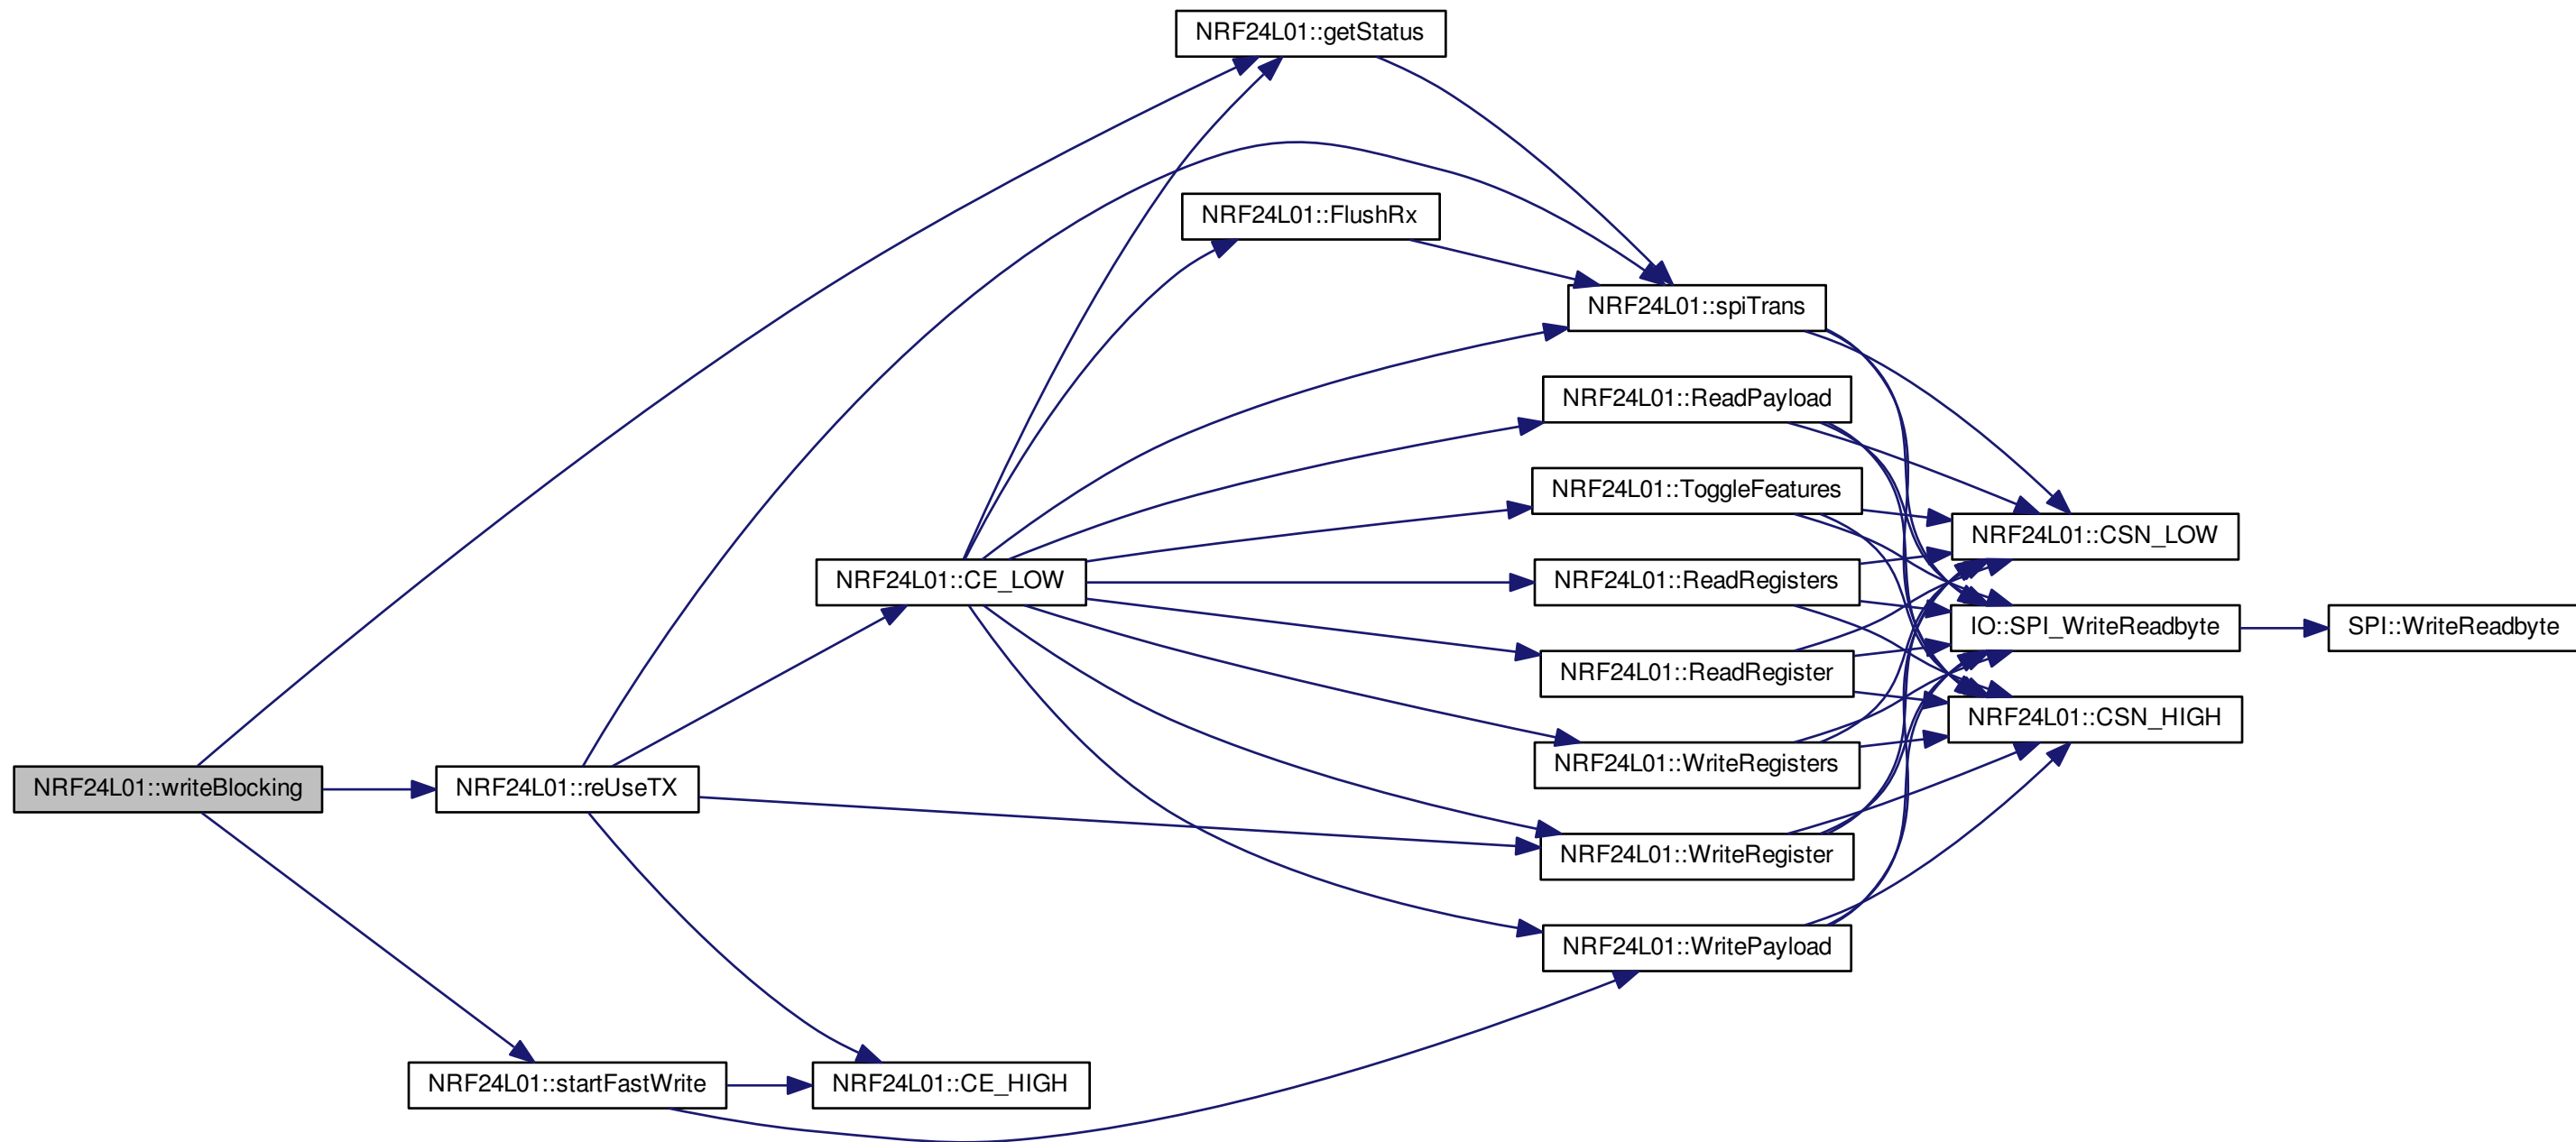 NRF24L01::getStatus
NRF24L01::FlushRx
NRF24L01::spiTrans
NRF24L01::ReadPayload
NRF24L01::ToggleFeatures
NRF24L01::CSN_LOW
NRF24L01::CE_LOW
NRF24L01::ReadRegisters
IO::SPI_WriteReadbyte
SPI::WriteReadbyte
NRF24L01::ReadRegister
NRF24L01::CSN_HIGH
NRF24L01::WriteRegisters
NRF24L01::writeBlocking
NRF24L01::reUseTX
NRF24L01::WriteRegister
NRF24L01::WritePayload
NRF24L01::startFastWrite
NRF24L01::CE_HIGH